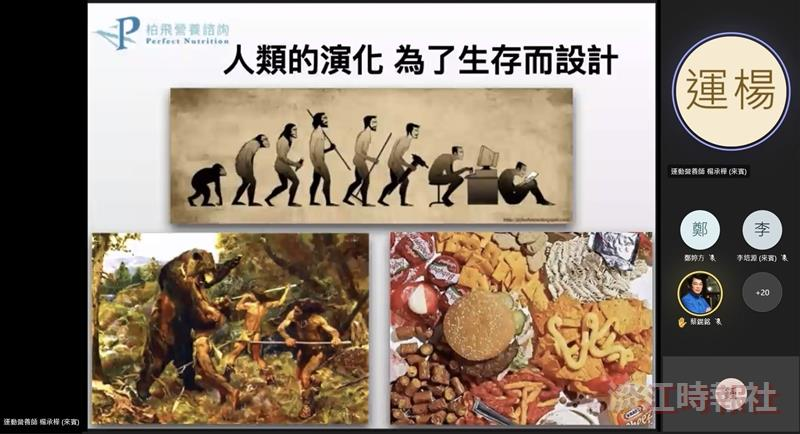 柏飛營養諮詢
Perfect Nutrition
人類的演化 為了生存而設計
運楊
運動營養師 楊承樺 (來賓)
鄭
李
鄭婷方
李培源 (來賓)
蔡錕銘
+20
淡江時報社
運動營養師 楊承樺 (來賓)